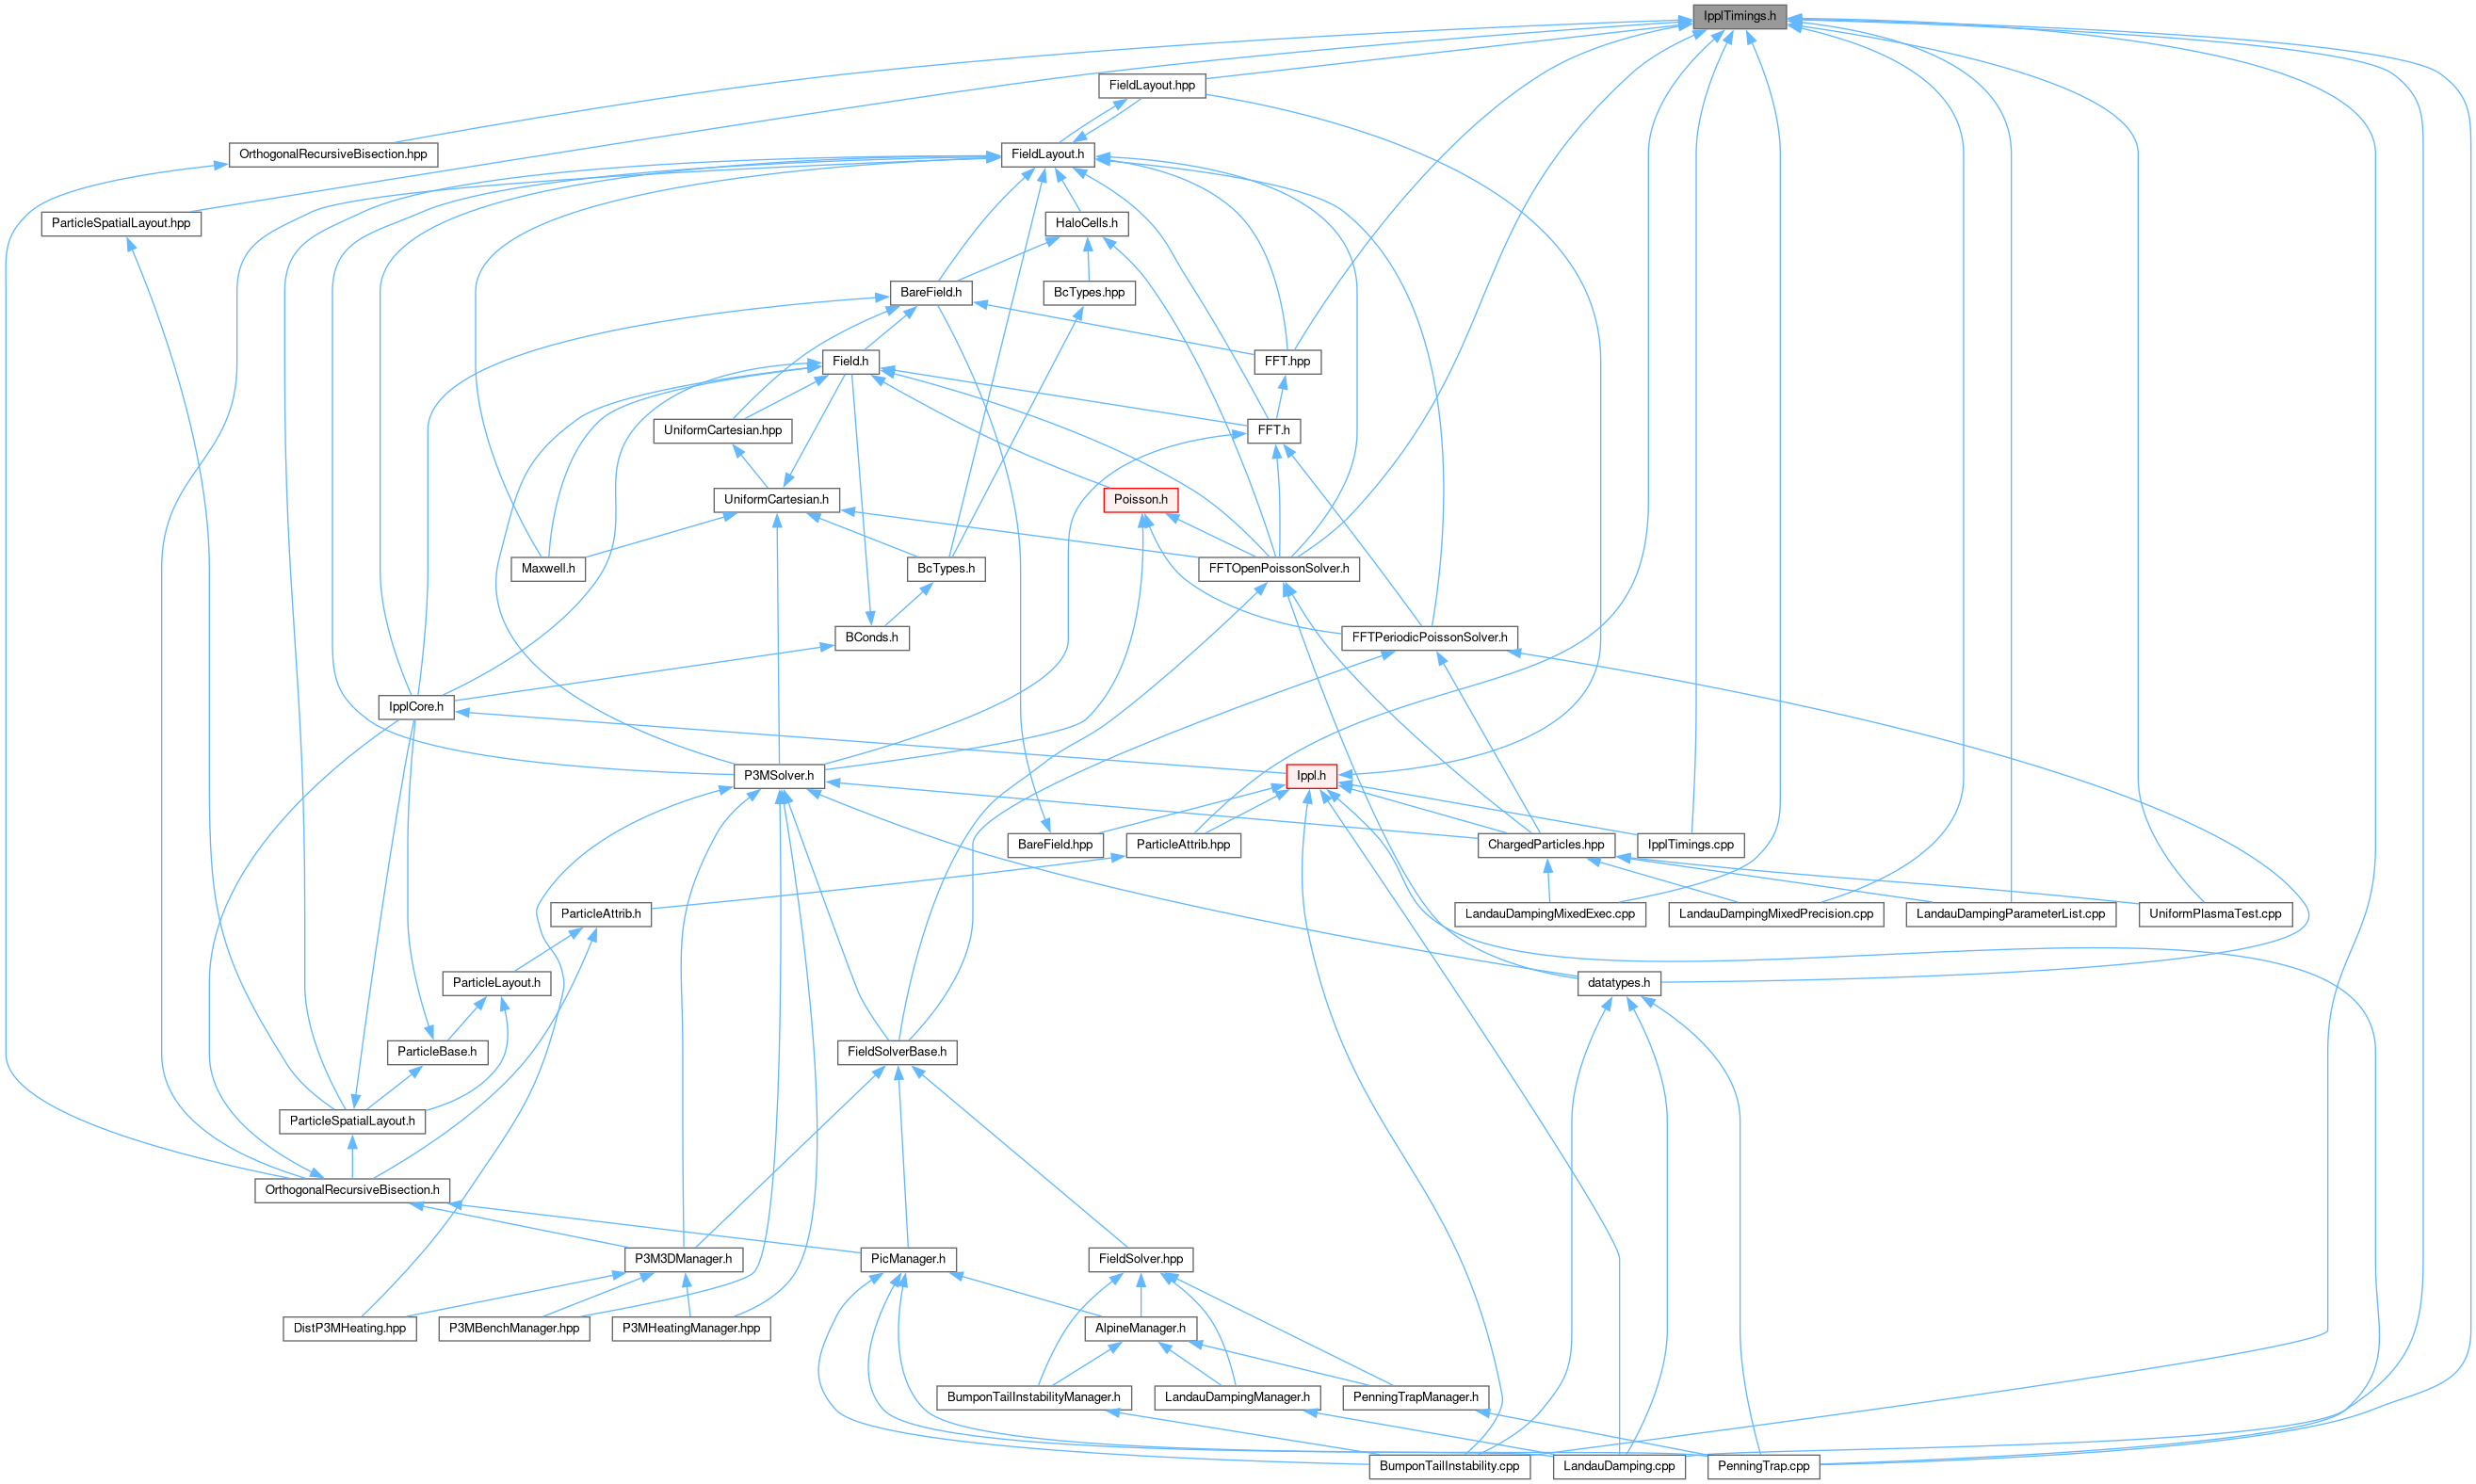 IpplTimings.h
FieldLayout.hpp
OrthogonalRecursiveBisection.hpp
FieldLayout.h
ParticleSpatialLayout.hpp
HaloCells.h
BareField.h
BcTypes.hpp
Field.h
FFT.hpp
UniformCartesian.hpp
FFT.h
UniformCartesian.h
Poisson.h
Maxwell.h
BcTypes.h
FFTOpenPoissonSolver.h
BConds.h
FFTPeriodicPoissonSolver.h
IpplCore.h
P3MSolver.h
Ippl.h
BareField.hpp
ParticleAttrib.hpp
ChargedParticles.hpp
IpplTimings.cpp
ParticleAttrib.h
LandauDampingMixedExec.cpp
LandauDampingMixedPrecision.cpp
LandauDampingParameterList.cpp
UniformPlasmaTest.cpp
ParticleLayout.h
datatypes.h
ParticleBase.h
FieldSolverBase.h
ParticleSpatialLayout.h
OrthogonalRecursiveBisection.h
P3M3DManager.h
PicManager.h
FieldSolver.hpp
DistP3MHeating.hpp
P3MBenchManager.hpp
P3MHeatingManager.hpp
AlpineManager.h
BumponTailInstabilityManager.h
LandauDampingManager.h
PenningTrapManager.h
BumponTailInstability.cpp
LandauDamping.cpp
PenningTrap.cpp